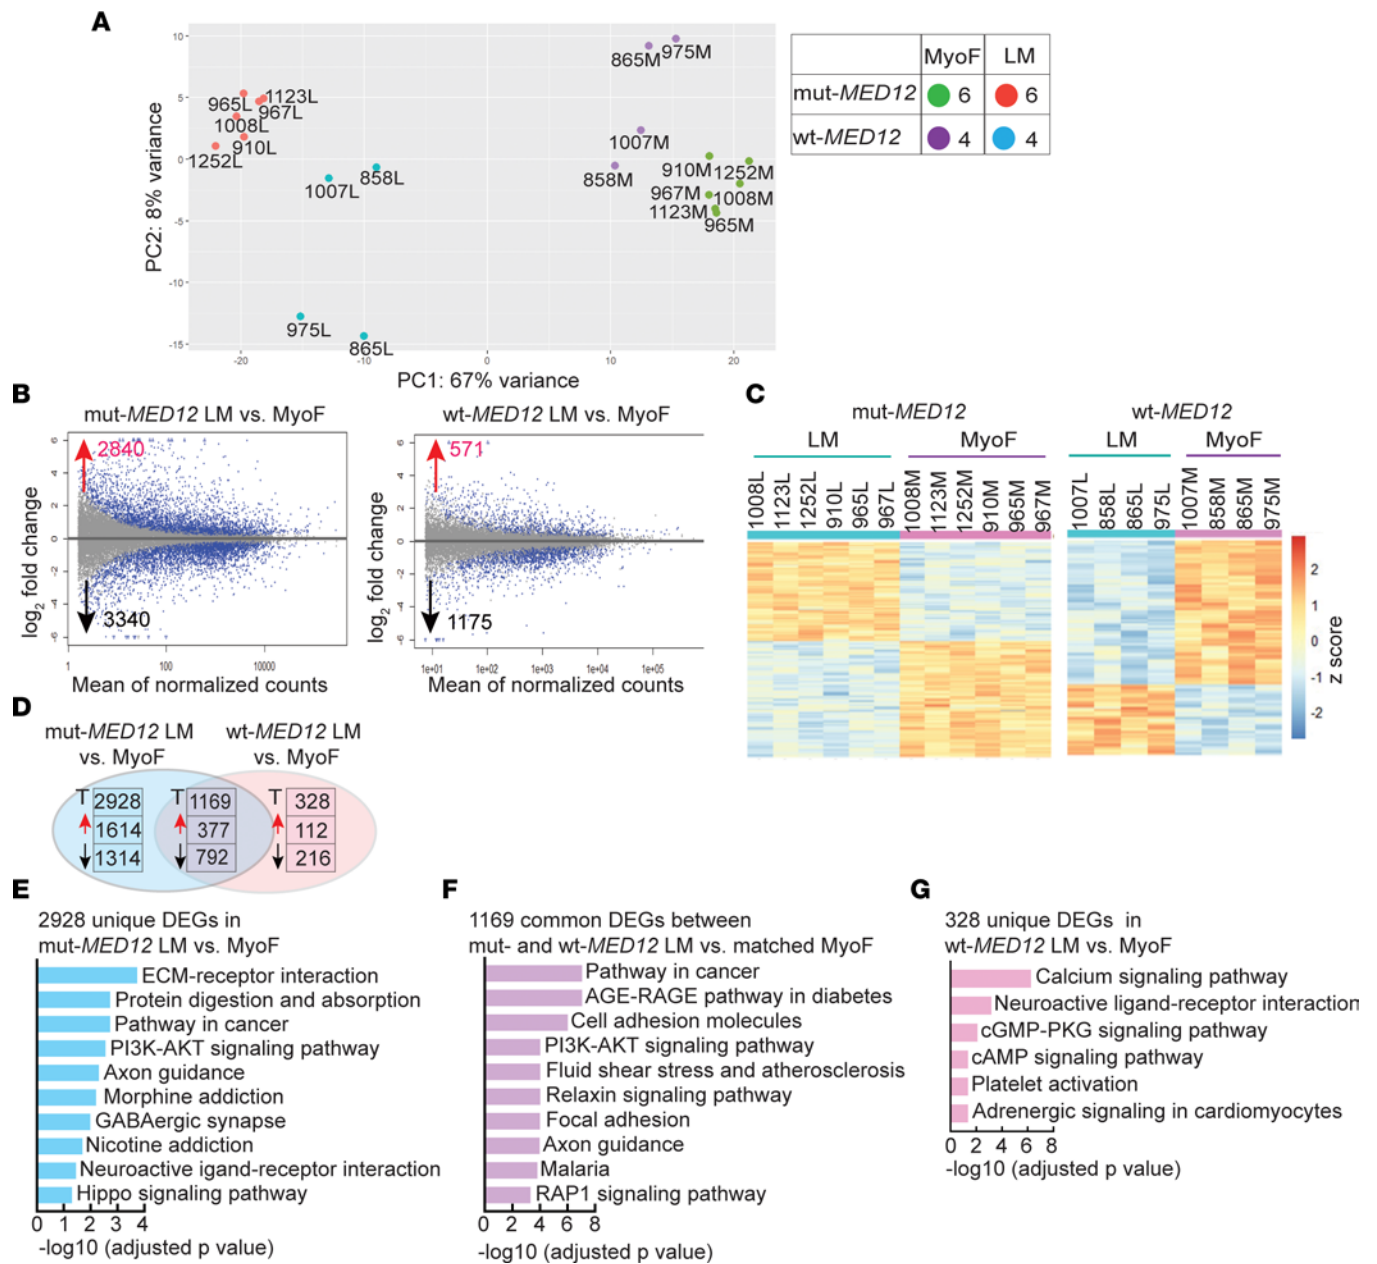 A
10
5
0
-5
-10
-15
-20
-10
0
10
20
PC2: 8% variance
PC1: 67% variance
865M
975M
965L
1123L
967L
1008L
910L
1252L
1007L
858L
1007M
858M
910M
1252M
967M
1008M
1123M
965M
975L
865L
MyoF LM
mut-MED12 6 6
wt-MED12 4 4
B
mut-MED12 LM vs. MyoF
2840
3340
log2 fold change
6
4
2
0
-2
-4
-6
1 100 10000
Mean of normalized counts
wt-MED12 LM vs. MyoF
571
1175
log2 fold change
6
4
2
0
-2
-4
-6
1e+01 1e+02 1e+03 1e+04 1e+05
Mean of normalized counts
C
mut-MED12 wt-MED12
LM MyoF LM MyoF
1008L 1123L 1252L 910L 965L 967L 1008M 1123M 1252M 910M 965M 967M
1007L 858L 865L 975L 1007M 858M 865M 975M
2
1
0
-1
-2
z score
D
mut-MED12 LM
vs. MyoF
wt-MED12 LM
vs. MyoF
T 2928 T 1169 T 328
1614 377 112
1314 792 216
E
2928 unique DEGs in
mut-MED12 LM vs. MyoF
ECM-receptor interaction
Protein digestion and absorption
Pathway in cancer
PI3K-AKT signaling pathway
Axon guidance
Morphine addiction
GABAergic synapse
Nicotine addiction
Neuroactive igand-receptor interaction
Hippo signaling pathway
0 1 2 3 4
-log10 (adjusted p value)
F
1169 common DEGs between
mut- and wt-MED12 LM vs. matched MyoF
Pathway in cancer
AGE-RAGE pathway in diabetes
Cell adhesion molecules
PI3K-AKT signaling pathway
Fluid shear stress and atherosclerosis
Relaxin signaling pathway
Focal adhesion
Axon guidance
Malaria
RAP1 signaling pathway
0 2 4 6 8
-log10 (adjusted p value)
G
328 unique DEGs in
wt-MED12 LM vs. MyoF
Calcium signaling pathway
Neuroactive ligand-receptor interaction
cGMP-PKG signaling pathway
cAMP signaling pathway
Platelet activation
Adrenergic signaling in cardiomyocytes
0 2 4 6 8
-log10 (adjusted p value)